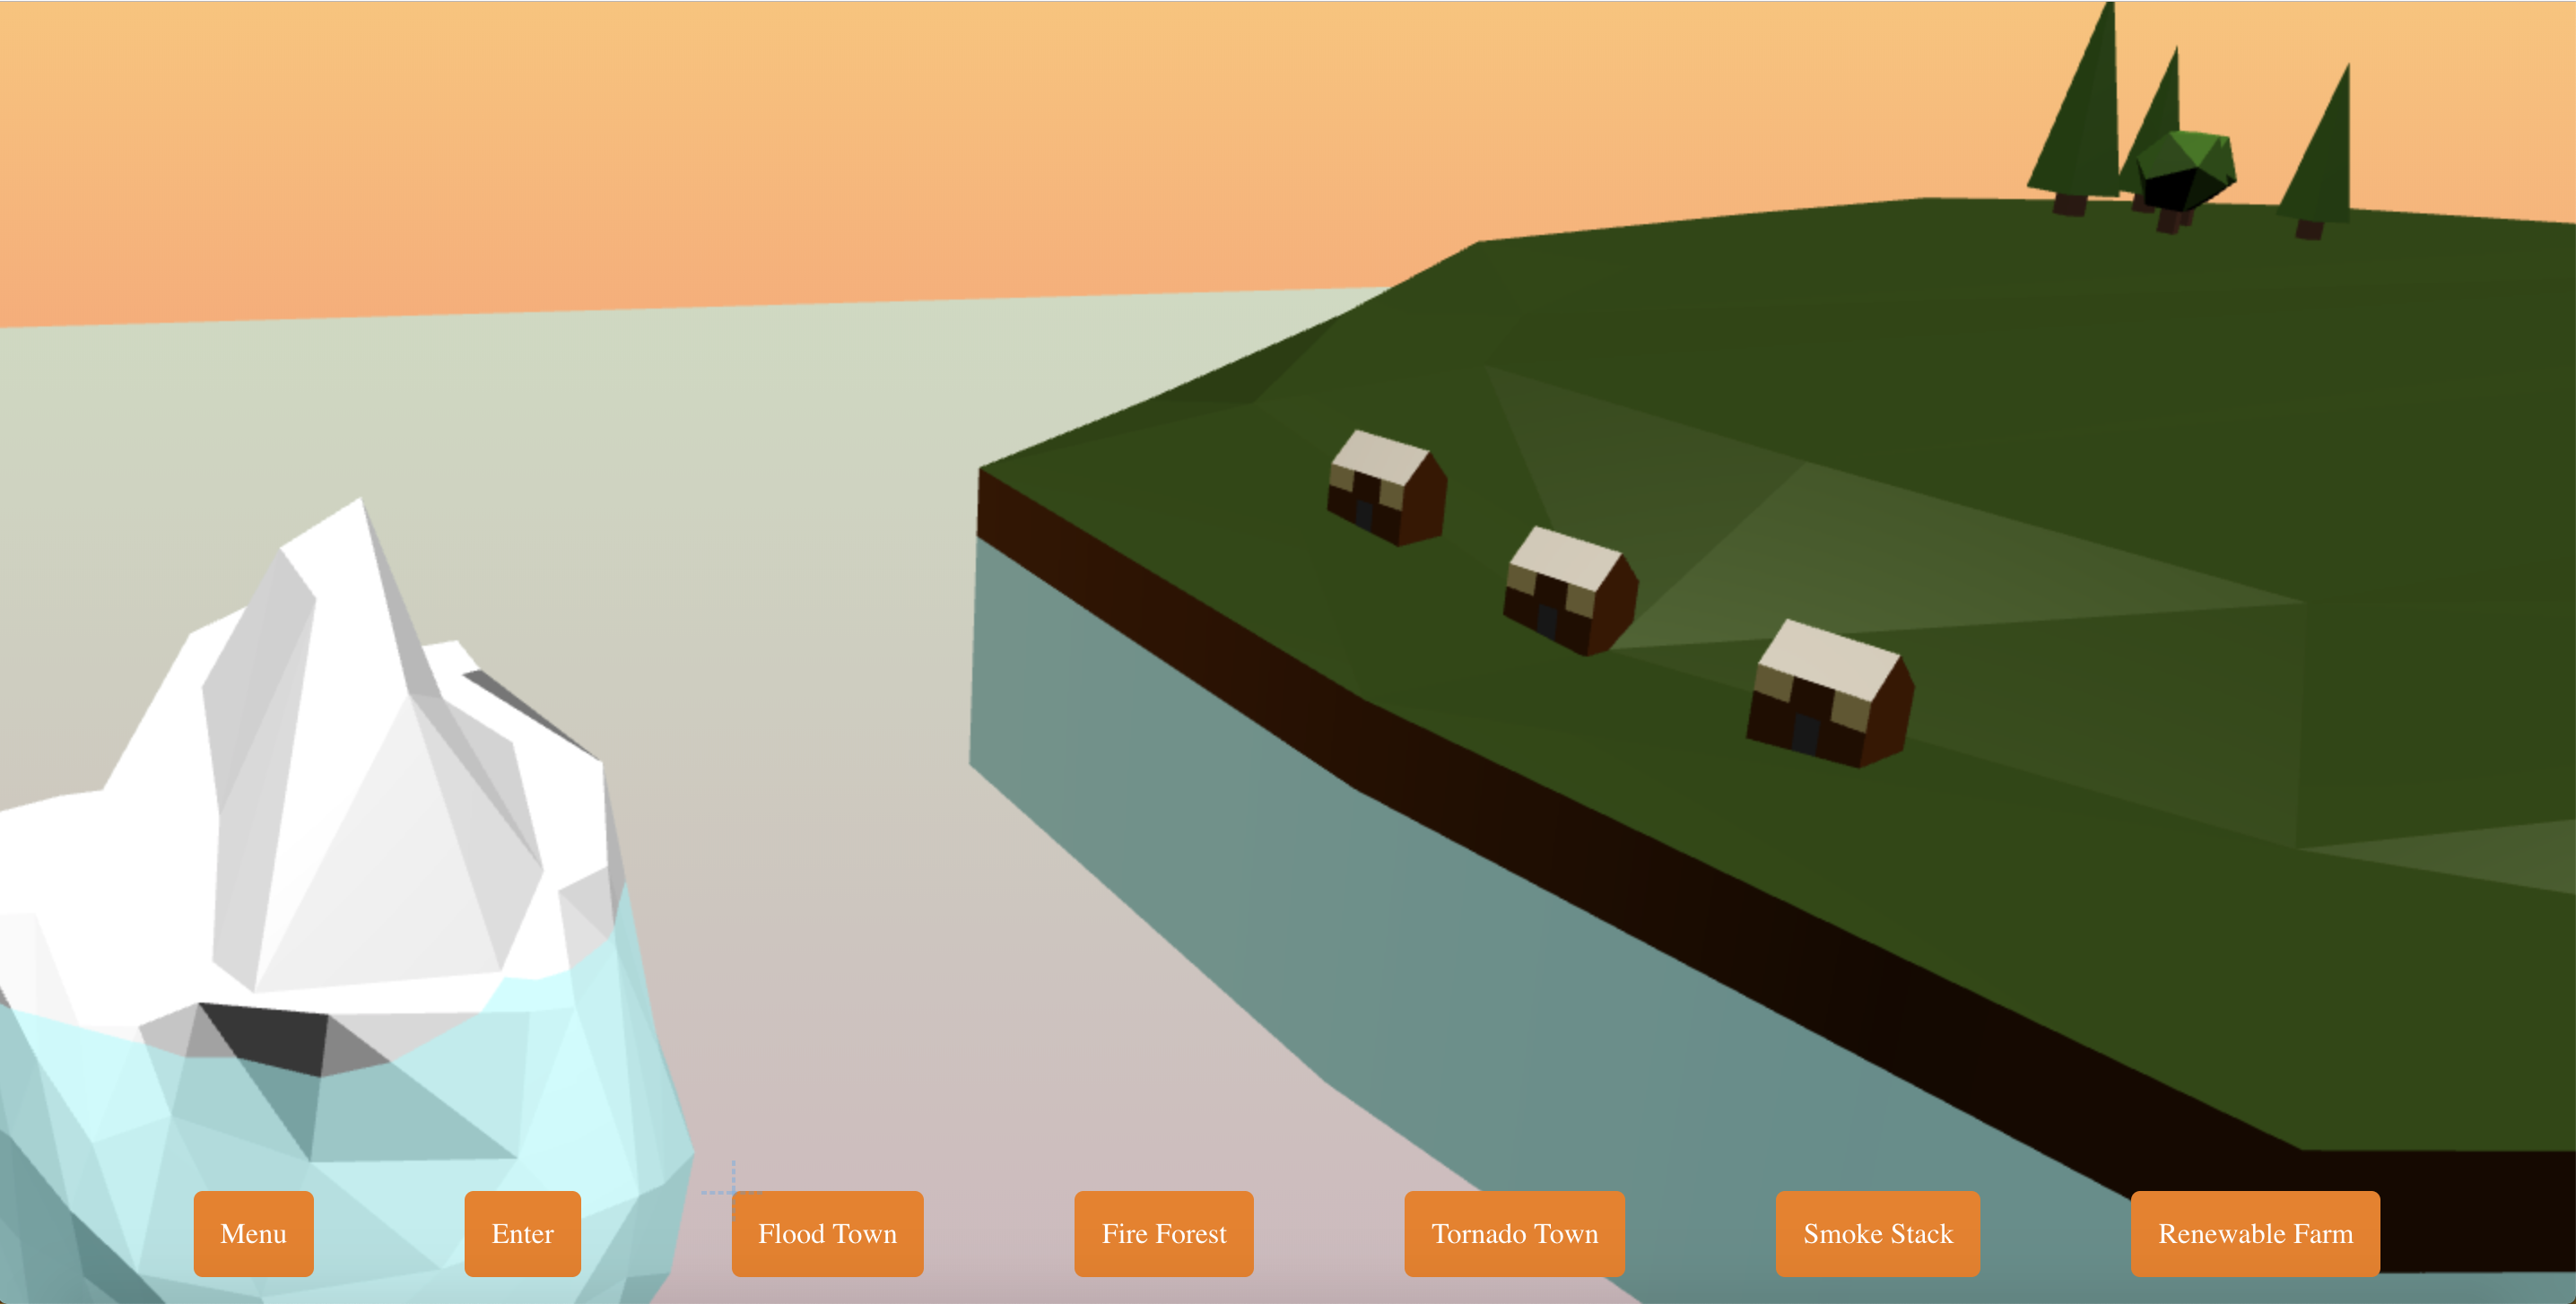 Menu
Enter
Flood Town
Fire Forest
Tornado Town
Smoke Stack
Renewable Farm